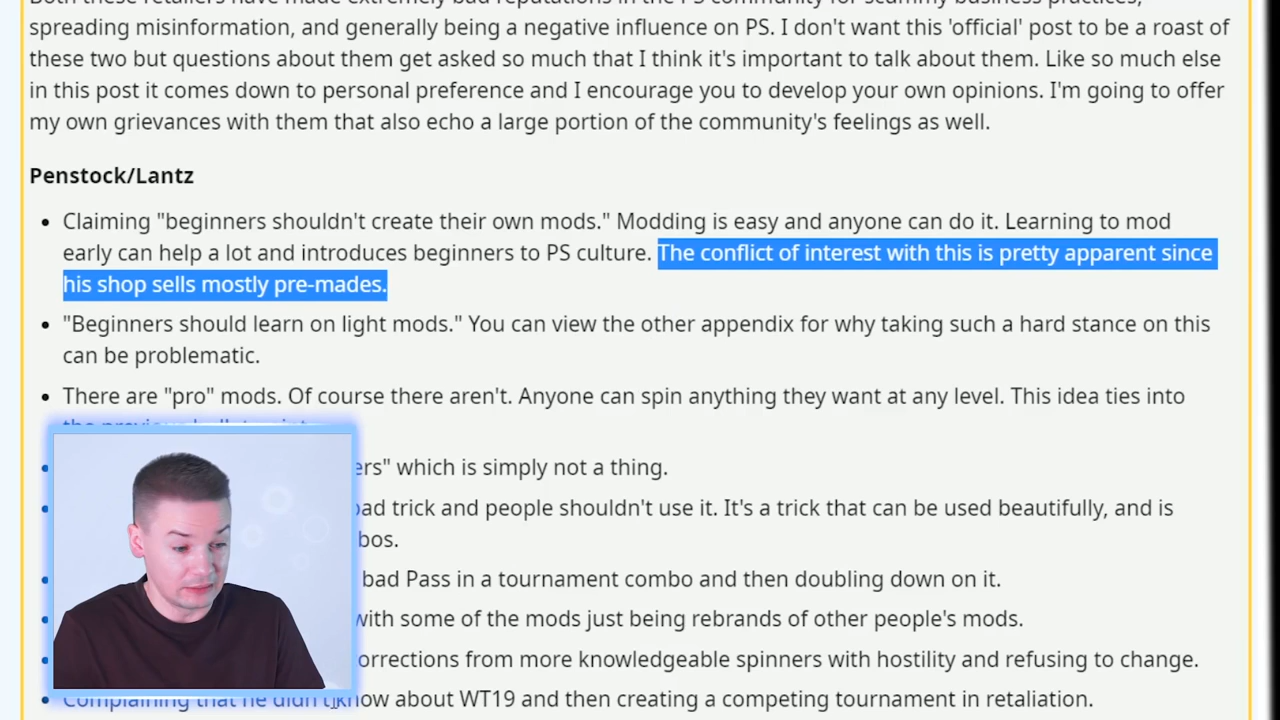 Both these retailers have made extremely bad reputations in the PS community for scummy business practices,
spreading misinformation, and generally being a negative influence on PS. I don't want this 'official' post to be a roast of
these two but questions about them get asked so much that I think it's important to talk about them. Like so much else
in this post it comes down to personal preference and I encourage you to develop your own opinions. I'm going to offer
my own grievances with them that also echo a large portion of the community's feelings as well.
Penstock/Lantz
Claiming "beginners shouldn't create their own mods." Modding is easy and anyone can do it. Learning to mod
early can help a lot and introduces beginners to PS culture. The conflict of interest with this is pretty apparent since
his shop sells mostly pre-mades.
"Beginners should learn on light mods." You can view the other appendix for why taking such a hard stance on this
can be problematic.
There are "pro" mods. Of course there aren't. Anyone can spin anything they want at any level. This idea ties into
the previous bullet point.
ers" which is simply not a thing.
bad trick and people shouldn't use it. It's a trick that can be used beautifully, and is
bos.
bad Pass in a tournament combo and then doubling down on it.
with some of the mods just being rebrands of other people's mods.
orrections from more knowledgeable spinners with hostility and refusing to change.
Complaining that he didn't know about WT19 and then creating a competing tournament in retaliation.